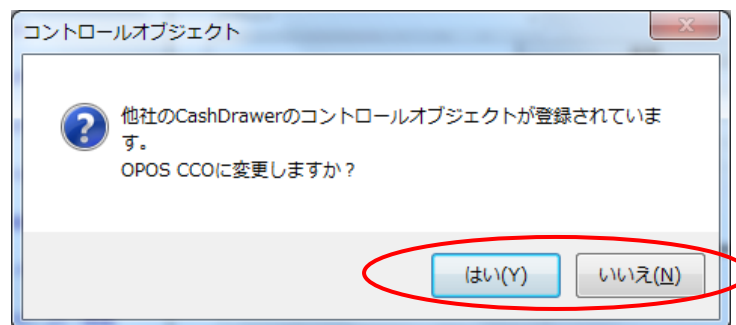 コントロールオブジェクト
他社のCashDrawerのコントロールオブジェクトが登録されていま
す。
OPOS CCOに変更しますか？
はい(Y)
いいえ(N)